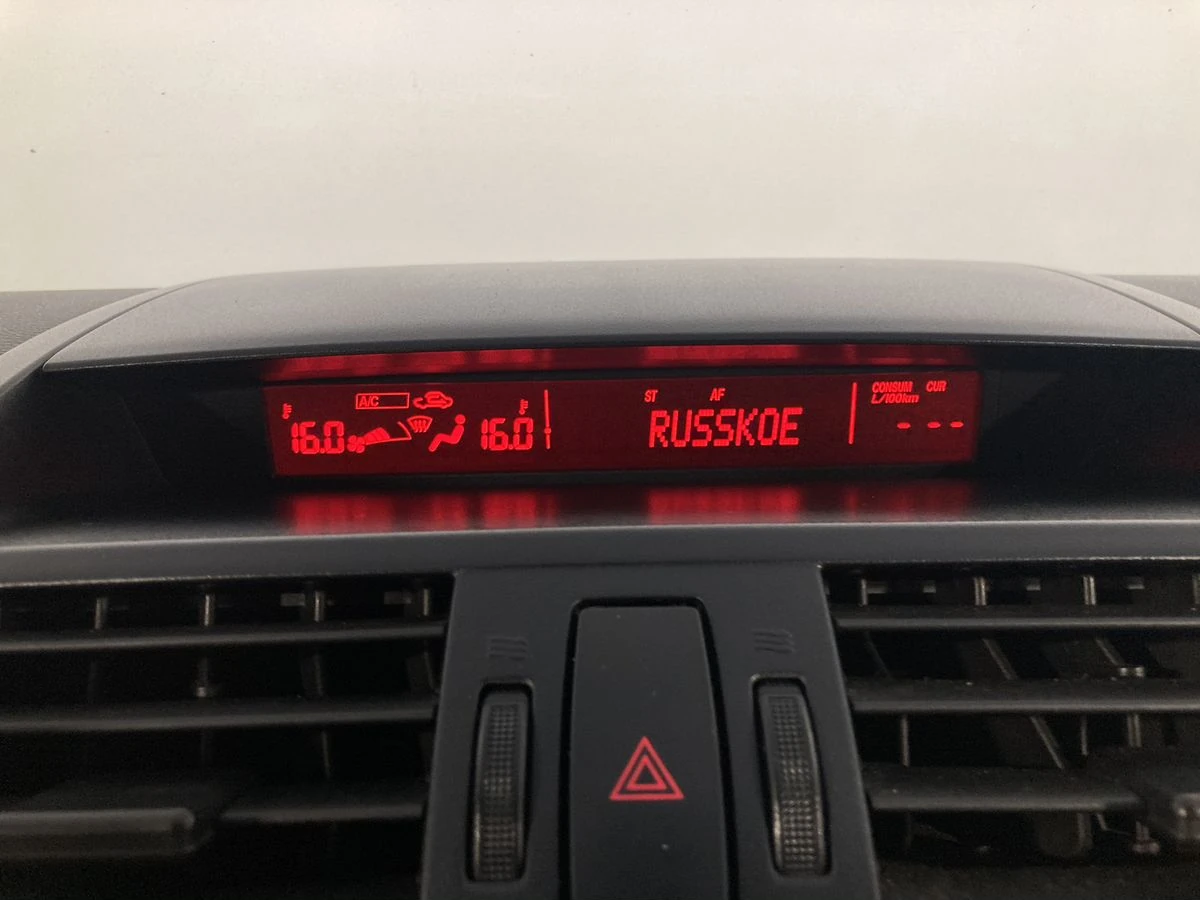 A/C
16.0
16.0
ST AF
RUSSKOE
CONSUM CUR
L/100km
- - -